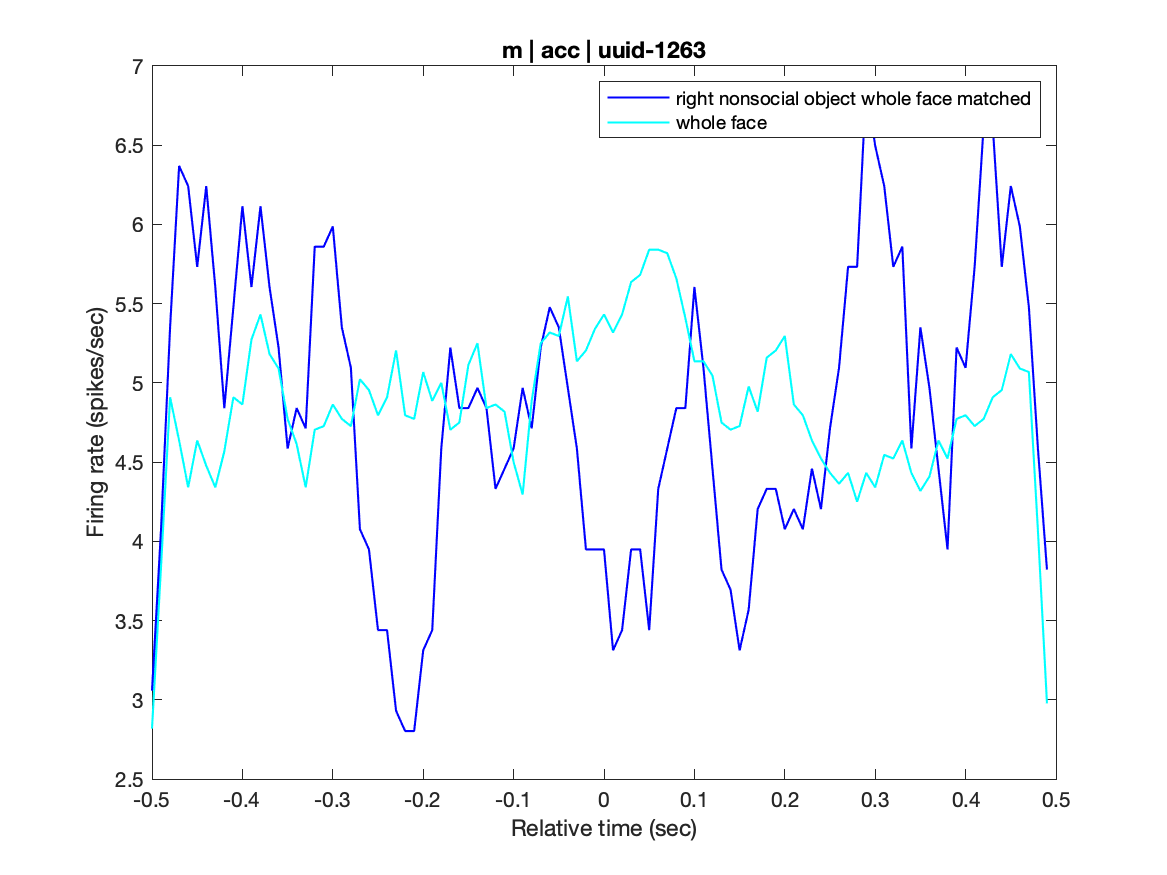 m | acc | uuid-1263
right nonsocial object whole face matched
whole face
Firing rate (spikes/sec)
7
6.5
6
5.5
5
4.5
4
3.5
3
2.5
-0.5 -0.4 -0.3 -0.2 -0.1 0 0.1 0.2 0.3 0.4 0.5
Relative time (sec)